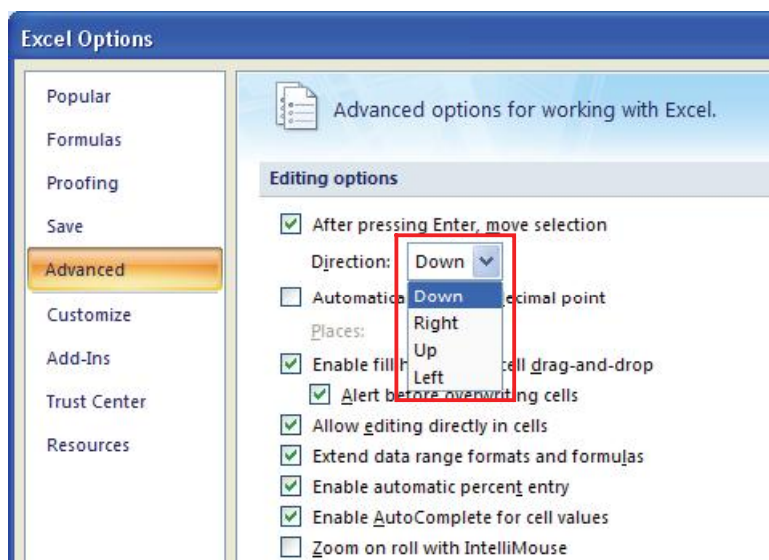 Excel Options
Popular
Formulas
Proofing
Save
Advanced
Customize
Add-Ins
Trust Center
Resources
Advanced options for working with Excel.
Editing options
After pressing Enter, move selection
Direction: Down
Down
Right
Up
Left
Automatica ecimal point
Places:
Enable fill h ell drag-and-drop
Alert before overwriting cells
Allow editing directly in cells
Extend data range formats and formulas
Enable automatic percent entry
Enable AutoComplete for cell values
Zoom on roll with IntelliMouse